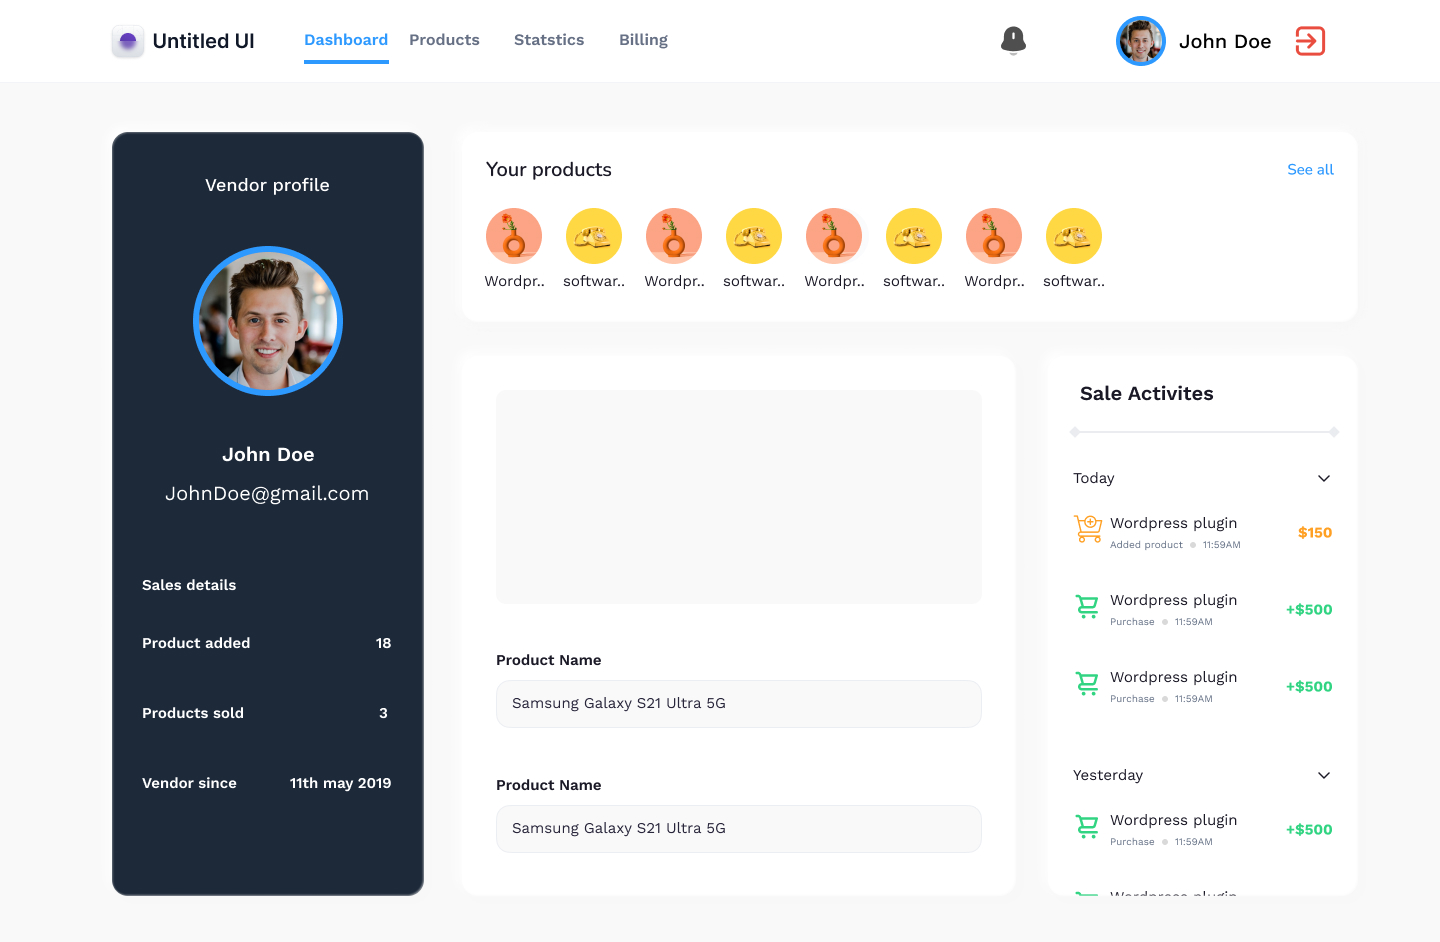 Untitled UI
Dashboard
Products
Statstics
Billing
John Doe
Vendor profile
John Doe
JohnDoe@gmail.com
Sales details
Product added 18
Products sold 3
Vendor since 11th may 2019
Your products
See all
Wordpr.. softwar.. Wordpr.. softwar.. Wordpr.. softwar.. Wordpr.. softwar..
Product Name
Samsung Galaxy S21 Ultra 5G
Product Name
Samsung Galaxy S21 Ultra 5G
Sale Activites
Today
Wordpress plugin
Added product 11:59AM
$150
Wordpress plugin
Purchase 11:59AM
+$500
Wordpress plugin
Purchase 11:59AM
+$500
Yesterday
Wordpress plugin
Purchase 11:59AM
+$500
Wordpress plugin